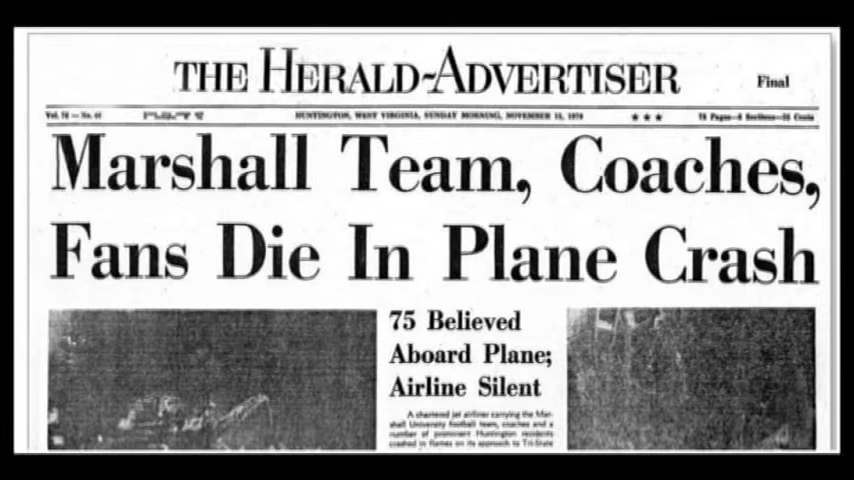 THE HERALD-ADVERTISER
Final
HUNTINGTON, WEST VIRGINIA, SUNDAY MORNING, NOVEMBER 15, 1970
Marshall Team, Coaches,
Fans Die In Plane Crash
75 Believed
Aboard Plane;
Airline Silent
A chartered jet airliner carrying the Mar-
shall University football team, coaches and a
number of prominent Huntington residents
crashed in flames on its approach to Tri-State